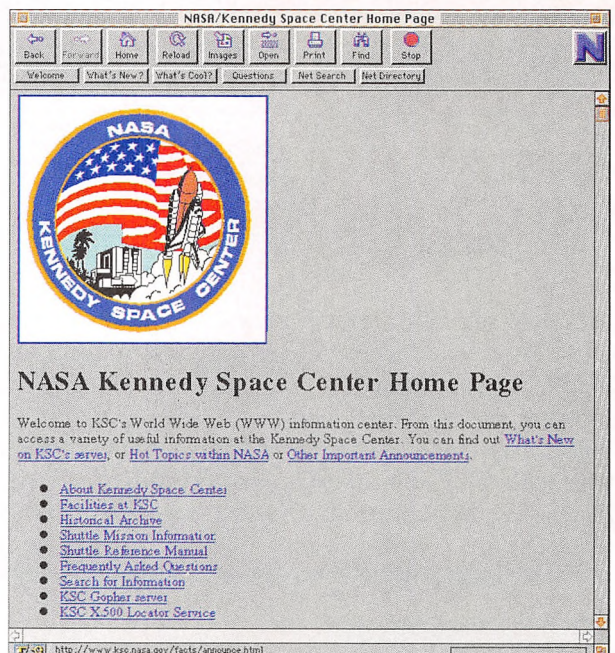 NASA/Kennedy Space Center Home Page
Back Forward Home Reload Images Open Print Find Stop
N
Welcome What's New? What's Cool? Questions Net Search Net Directory
NASA
KENNEDY SPACE CENTER
NASA Kennedy Space Center Home Page
Welcome to KSC's World Wide Web (WWW) information center. From this document, you can
access a variety of useful information at the Kennedy Space Center. You can find out What's New
on KSC's server, or Hot Topics within NASA or Other Important Announcements.
About Kennedy Space Center
Facilities at KSC
Historical Archive
Shuttle Mission Information
Shuttle Reference Manual
Frequently Asked Questions
Search for Information
KSC Gopher server
KSC X.500 Locator Service
http://www.ksc.nasa.gov/facts/announce.html